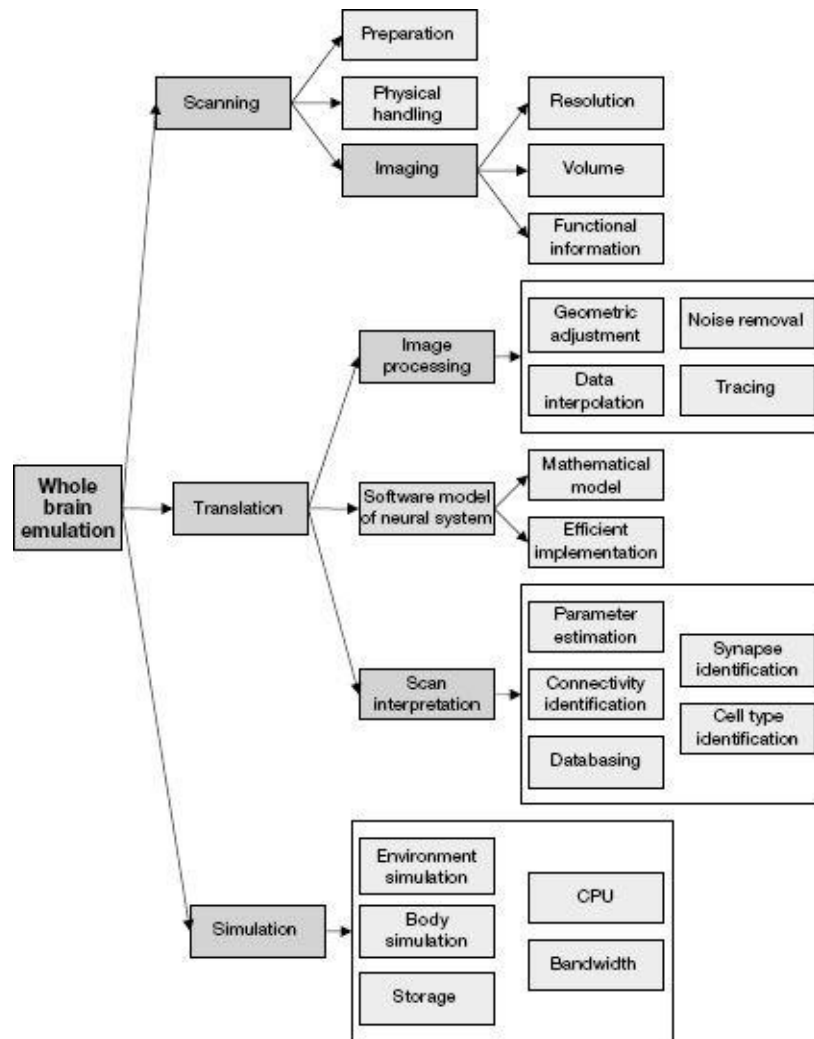 Preparation
Scanning
Physical
handling
Resolution
Imaging
Volume
Functional
information
Geometric
adjustment
Noise removal
Image
processing
Data
interpolation
Tracing
Whole
brain
emulation
Translation
Software model
of neural system
Mathematical
model
Efficient
implementation
Parameter
estimation
Synapse
identification
Scan
interpretation
Connectivity
identification
Cell type
identification
Databasing
Environment
simulation
CPU
Simulation
Body
simulation
Bandwidth
Storage